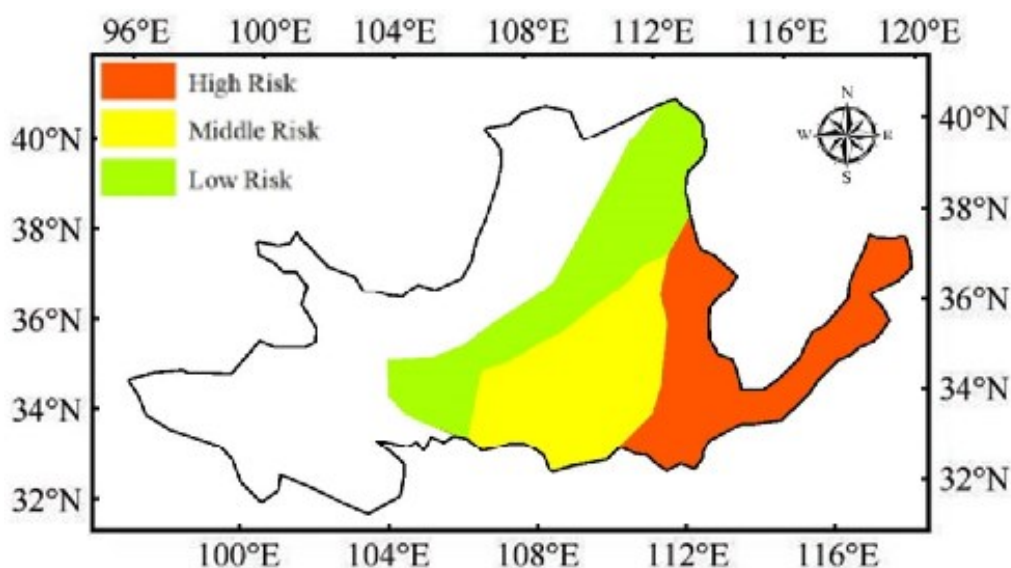 96°E 100°E 104°E 108°E 112°E 116°E 120°E
High Risk
Middle Risk
Low Risk
N
W E
S
40°N 40°N
38°N 38°N
36°N 36°N
34°N 34°N
32°N 32°N
100°E 104°E 108°E 112°E 116°E